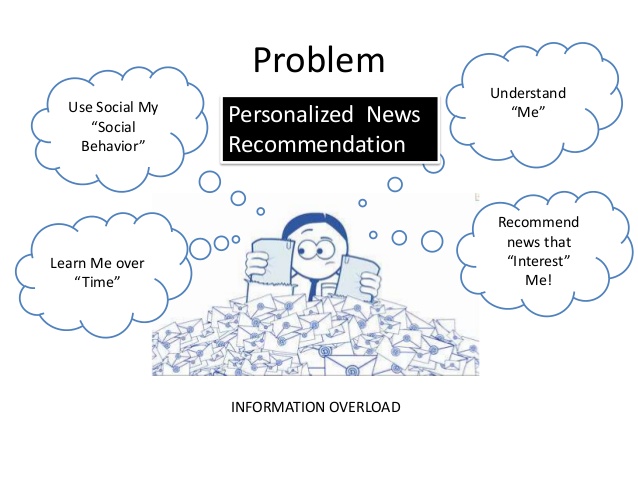 Problem
Personalized News
Recommendation
Use Social My
“Social
Behavior”
Understand
“Me”
Learn Me over
“Time”
Recommend
news that
“Interest”
Me!
INFORMATION OVERLOAD